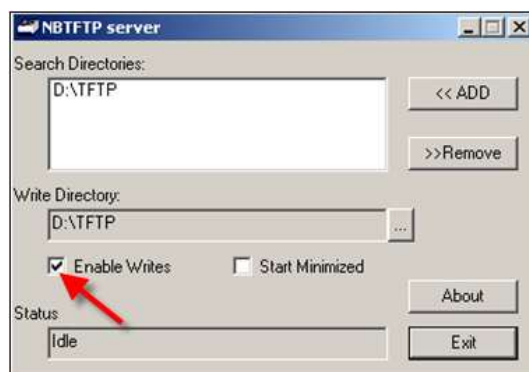 NBTFTP server
Search Directories:
D:\TFTP
<< ADD
>>Remove
Write Directory:
D:\TFTP
...
Enable Writes
Start Minimized
About
Status
Idle
Exit